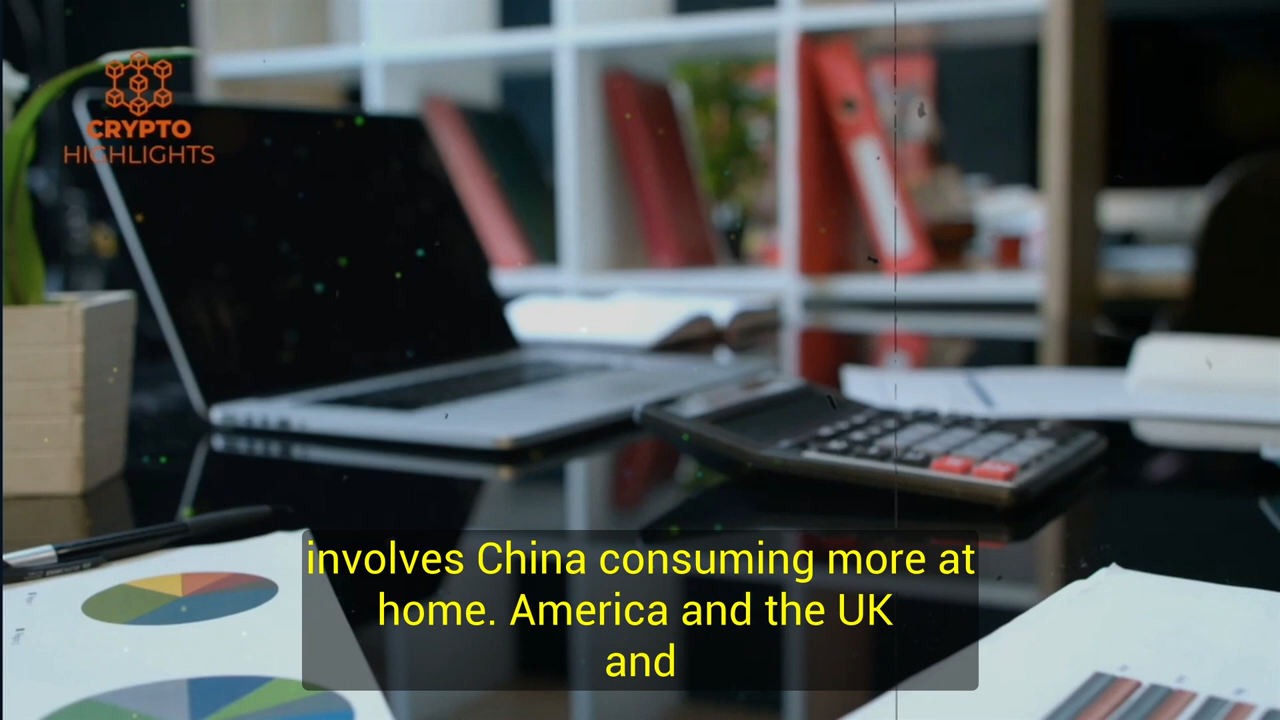 CRYPTO
HIGHLIGHTS
involves China consuming more at
home. America and the UK
and